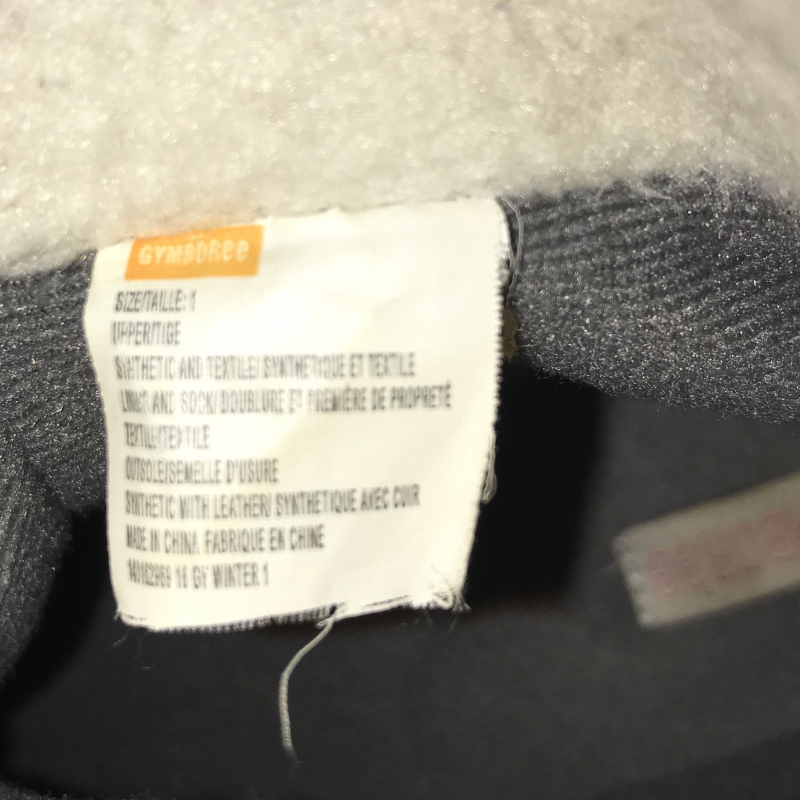 GYMBOREE
SIZE/TAILLE: 1
UPPER/TIGE
SYNTHETIC AND TEXTILE/ SYNTHETIQUE ET TEXTILE
AND SOCK/ DOUBLURE ET PREMIÈRE DE PROPRETÉ
TEXTILE/TEXTILE
OUTSOLE/SEMELLE D'USURE
SYNTHETIC WITH LEATHER/ SYNTHETIQUE AVEC CUIR
MADE IN CHINA FABRIQUE EN CHINE
16 GY WINTER 1